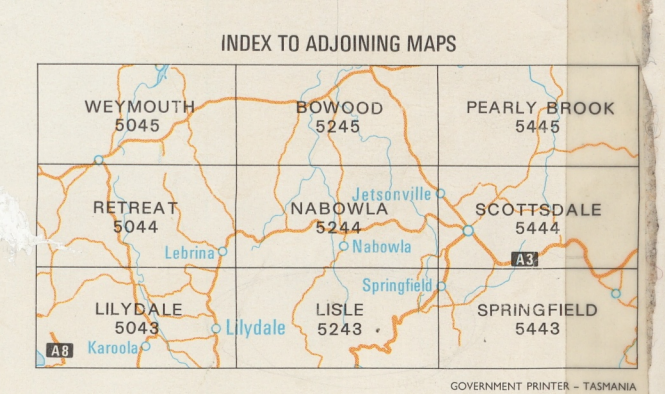 INDEX TO ADJOINING MAPS
WEYMOUTH
5045
BOWOOD
5245
PEARLY BROOK
5445
RETREAT
5044
Lebrina
NABOWLA
5244
Jetsonville
Nabowla
SCOTTSDALE
5444
A3
LILYDALE
5043
Lilydale
A8
Karoola
LISLE
5243
Springfield
SPRINGFIELD
5443
GOVERNMENT PRINTER – TASMANIA